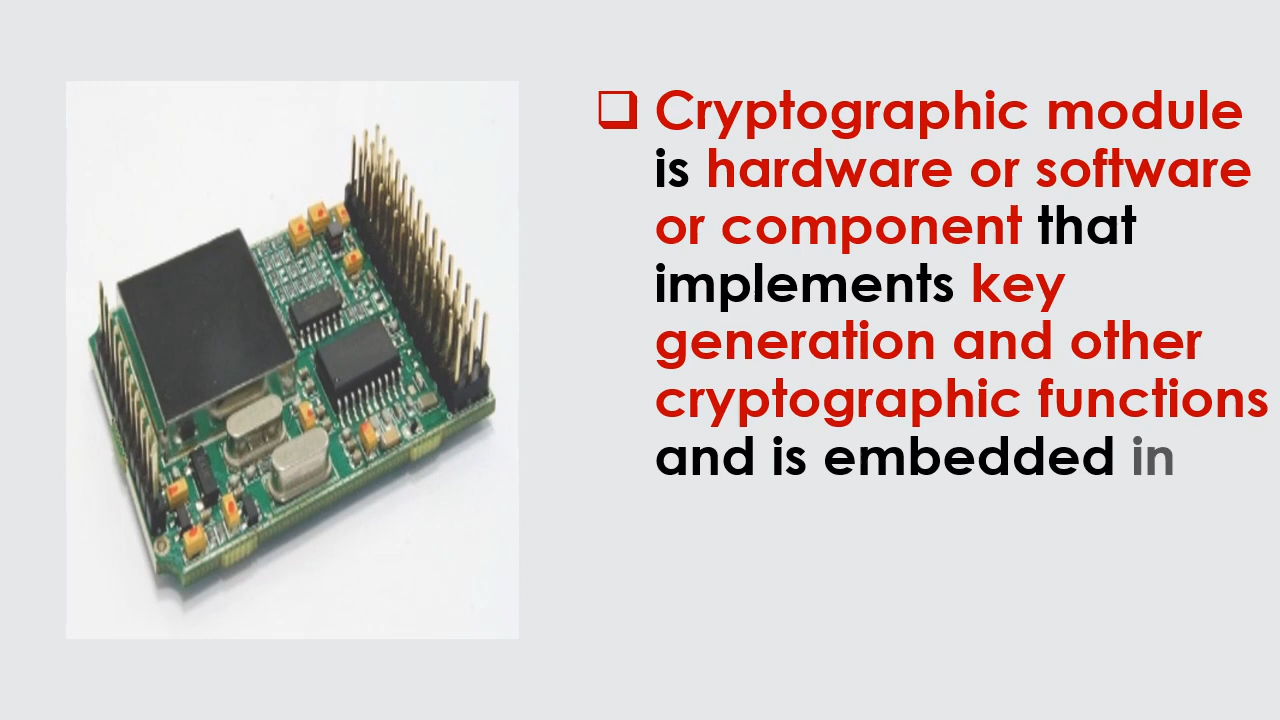 ❑ Cryptographic module
is hardware or software
or component that
implements key
generation and other
cryptographic functions
and is embedded in